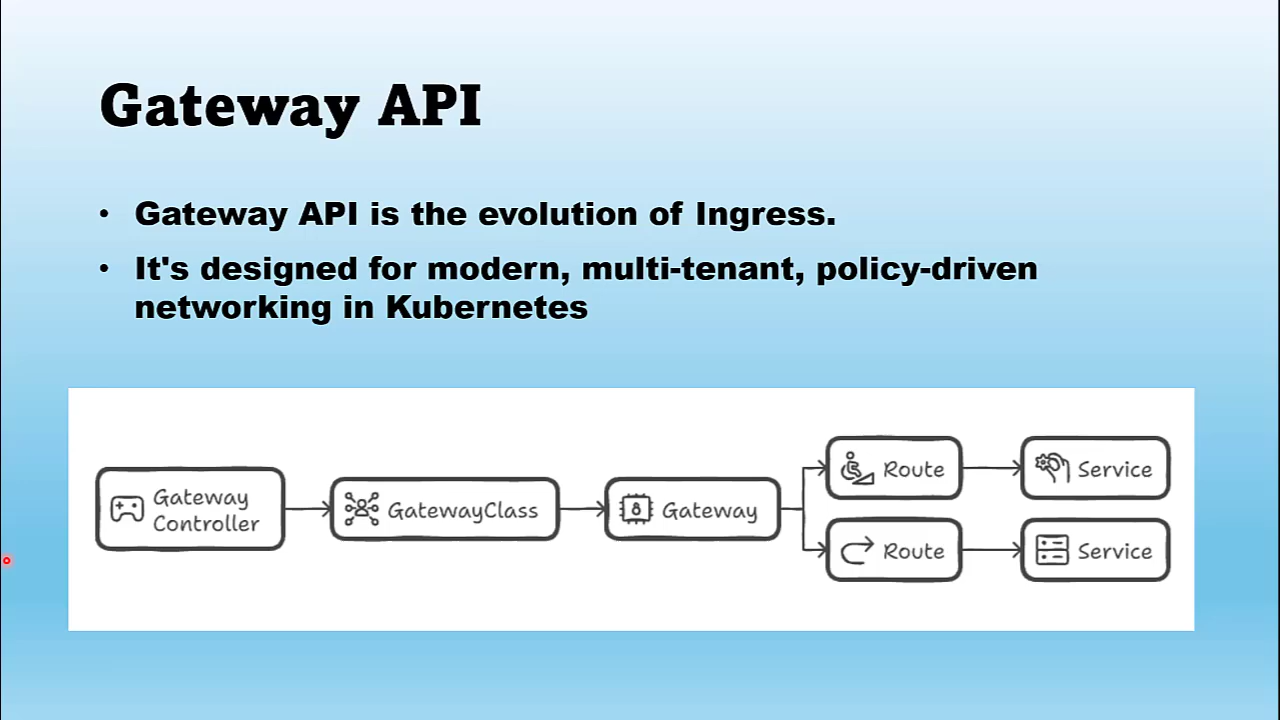 Gateway API
• Gateway API is the evolution of Ingress.
• It's designed for modern, multi-tenant, policy-driven
networking in Kubernetes
Gateway
Controller
GatewayClass
Gateway
Route
Service
Route
Service